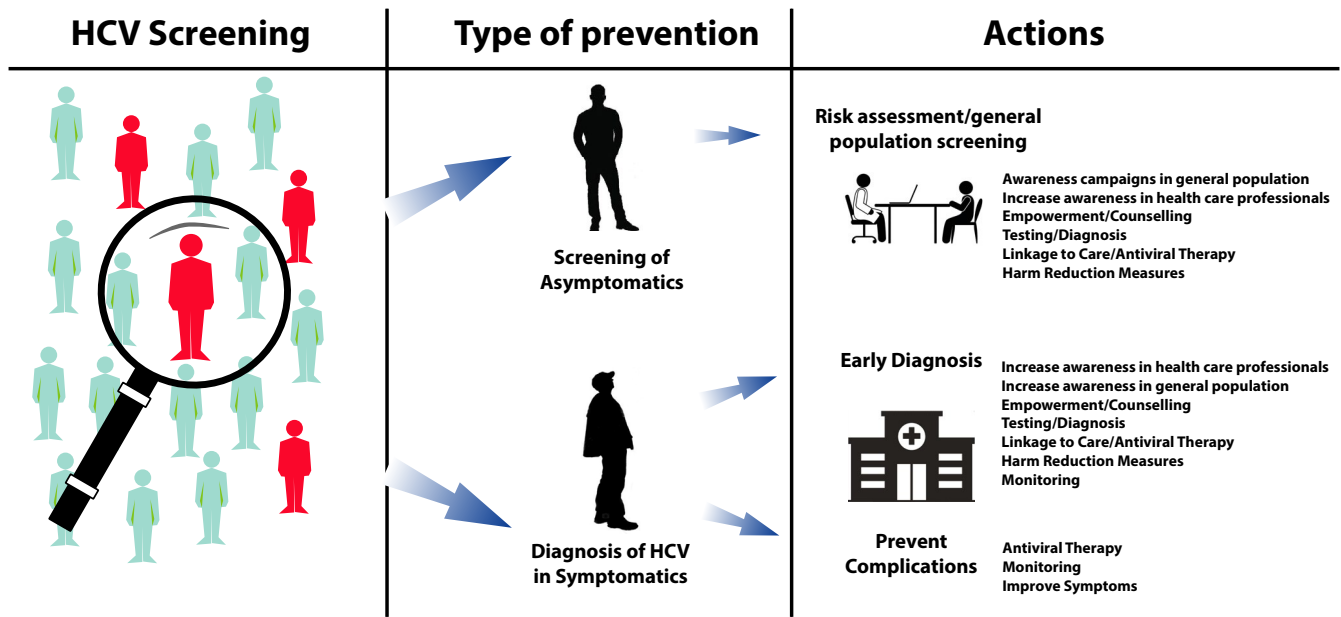 HCV Screening
Type of prevention
Actions
Screening of
Asymptomatics
Risk assessment/general
population screening
Awareness campaigns in general population
Increase awareness in health care professionals
Empowerment/Counselling
Testing/Diagnosis
Linkage to Care/Antiviral Therapy
Harm Reduction Measures
Diagnosis of HCV
in Symptomatics
Early Diagnosis
Increase awareness in health care professionals
Increase awareness in general population
Empowerment/Counselling
Testing/Diagnosis
Linkage to Care/Antiviral Therapy
Harm Reduction Measures
Monitoring
Prevent
Complications
Antiviral Therapy
Monitoring
Improve Symptoms